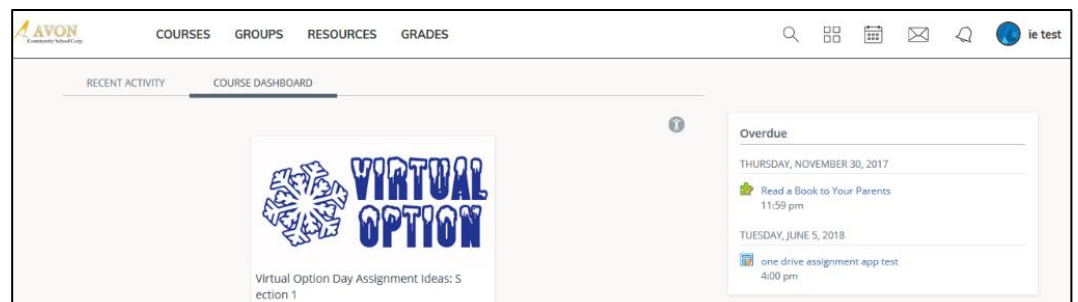 AVON
Community School Corp.
COURSES GROUPS RESOURCES GRADES
ie test
RECENT ACTIVITY COURSE DASHBOARD
VIRTUAL
OPTION
Virtual Option Day Assignment Ideas: S
ection 1
Overdue
THURSDAY, NOVEMBER 30, 2017
Read a Book to Your Parents
11:59 pm
TUESDAY, JUNE 5, 2018
one drive assignment app test
4:00 pm